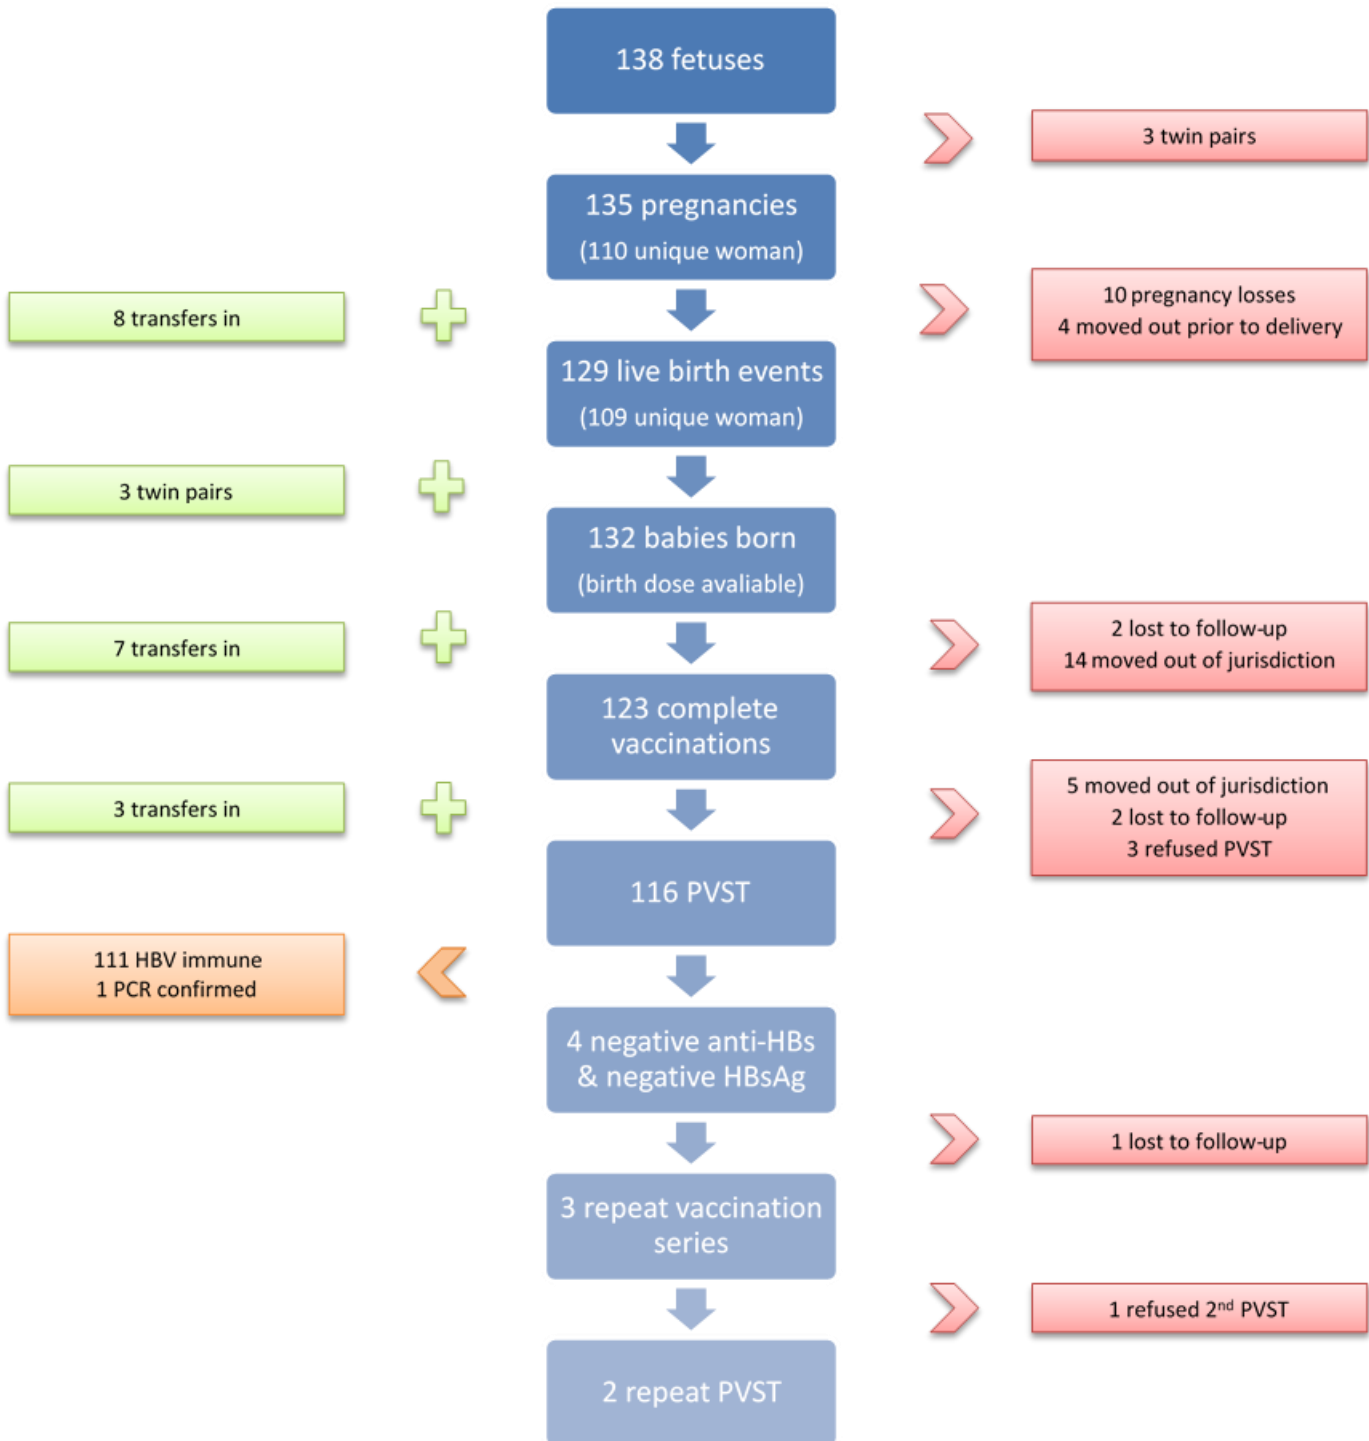 138 fetuses
3 twin pairs
135 pregnancies
(110 unique woman)
8 transfers in
10 pregnancy losses
4 moved out prior to delivery
129 live birth events
(109 unique woman)
3 twin pairs
132 babies born
(birth dose avaliable)
7 transfers in
2 lost to follow-up
14 moved out of jurisdiction
123 complete
vaccinations
3 transfers in
5 moved out of jurisdiction
2 lost to follow-up
3 refused PVST
116 PVST
111 HBV immune
1 PCR confirmed
4 negative anti-HBs
& negative HBsAg
1 lost to follow-up
3 repeat vaccination
series
1 refused 2nd PVST
2 repeat PVST